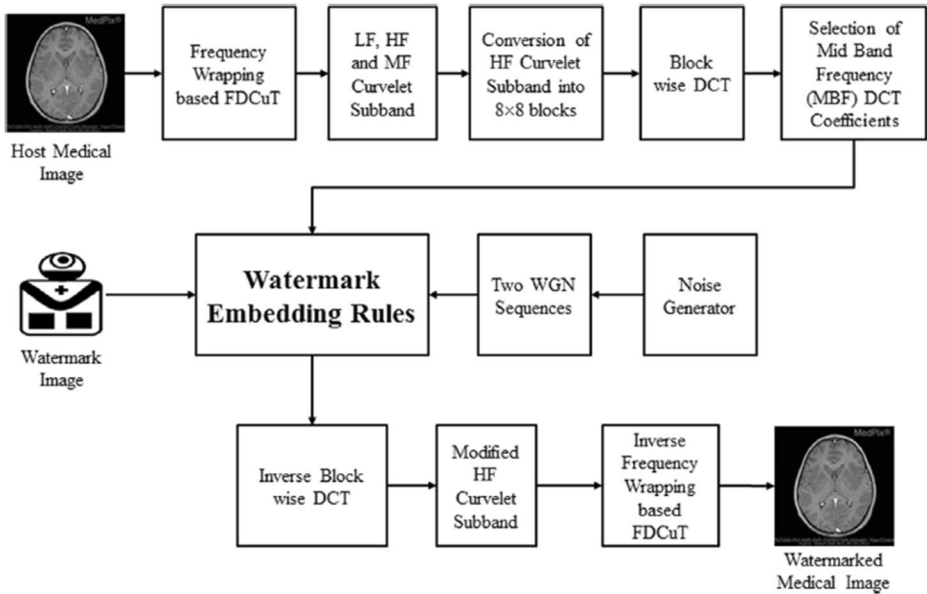 MedPix®
Host Medical
Image
Frequency
Wrapping
based FDCuT
LF, HF
and MF
Curvelet
Subband
Conversion of
HF Curvelet
Subband into
8×8 blocks
Block
wise DCT
Selection of
Mid Band
Frequency
(MBF) DCT
Coefficients
Watermark
Image
Watermark
Embedding Rules
Two WGN
Sequences
Noise
Generator
Inverse Block
wise DCT
Modified
HF
Curvelet
Subband
Inverse
Frequency
Wrapping
based
FDCuT
MedPix®
Watermarked
Medical Image